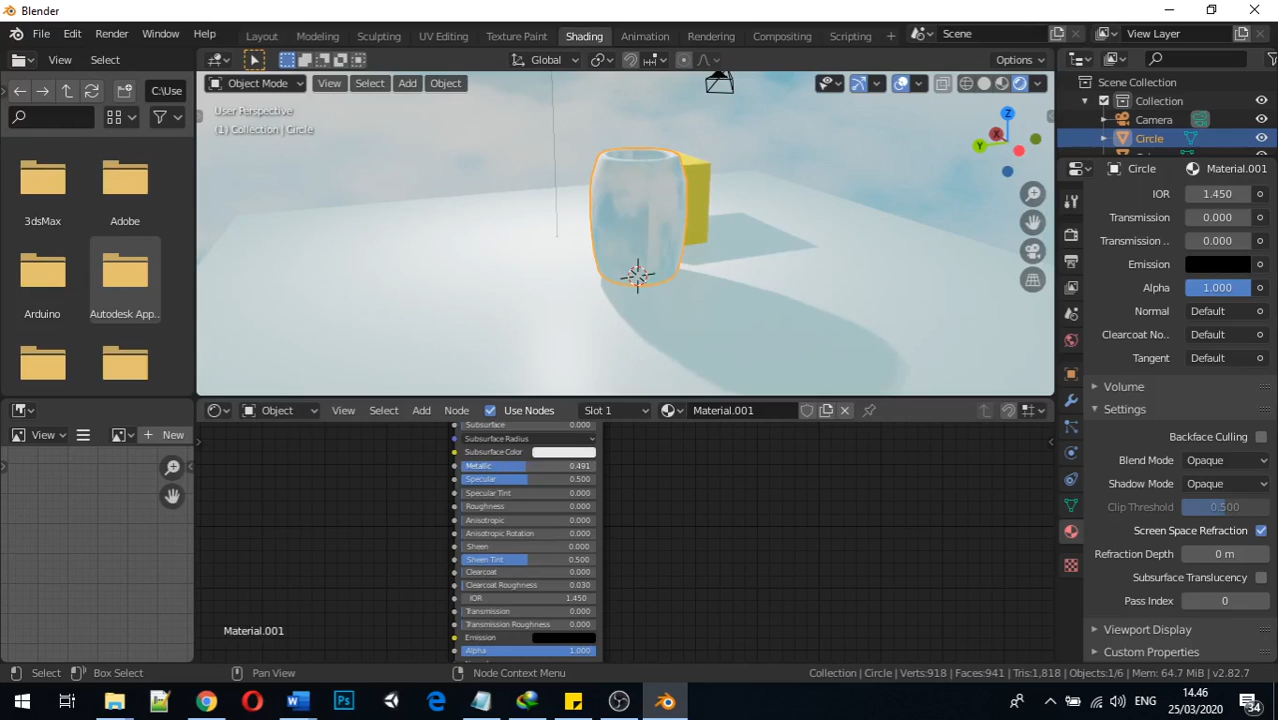 Blender
File Edit Render Window Help Layout Modeling Sculpting UV Editing Texture Paint Shading Animation Rendering Compositing Scripting Scene View Layer
View Select Global Options
Object Mode View Select Add Object
C:\Use
User Perspective
(1) Collection | Circle
Z
X
Y
3dsMax Adobe
Arduino Autodesk App..
Scene Collection
Collection
Camera
Circle
Circle Material.001
IOR 1.450
Transmission 0.000
Transmission .. 0.000
Emission
Alpha 1.000
Normal Default
Clearcoat No.. Default
Tangent Default
Volume
Settings
Backface Culling
Blend Mode Opaque
Shadow Mode Opaque
Clip Threshold 0.500
Screen Space Refraction
Refraction Depth 0 m
Subsurface Translucency
Pass Index 0
Viewport Display
Custom Properties
View New
Object View Select Add Node Use Nodes Slot 1 Material.001
Subsurface 0.000
Subsurface Radius
Subsurface Color
Metallic 0.491
Specular 0.500
Specular Tint 0.000
Roughness 0.000
Anisotropic 0.000
Anisotropic Rotation 0.000
Sheen 0.000
Sheen Tint 0.500
Clearcoat 0.000
Clearcoat Roughness 0.030
IOR 1.450
Transmission 0.000
Transmission Roughness 0.000
Emission
Alpha 1.000
Material.001
Select Box Select Pan View Node Context Menu Collection | Circle | Verts:918 | Faces:941 | Tris:1,818 | Objects:1/6 | Mem: 64.7 MiB | v2.82.7
ENG 14.46
25/03/2020 34